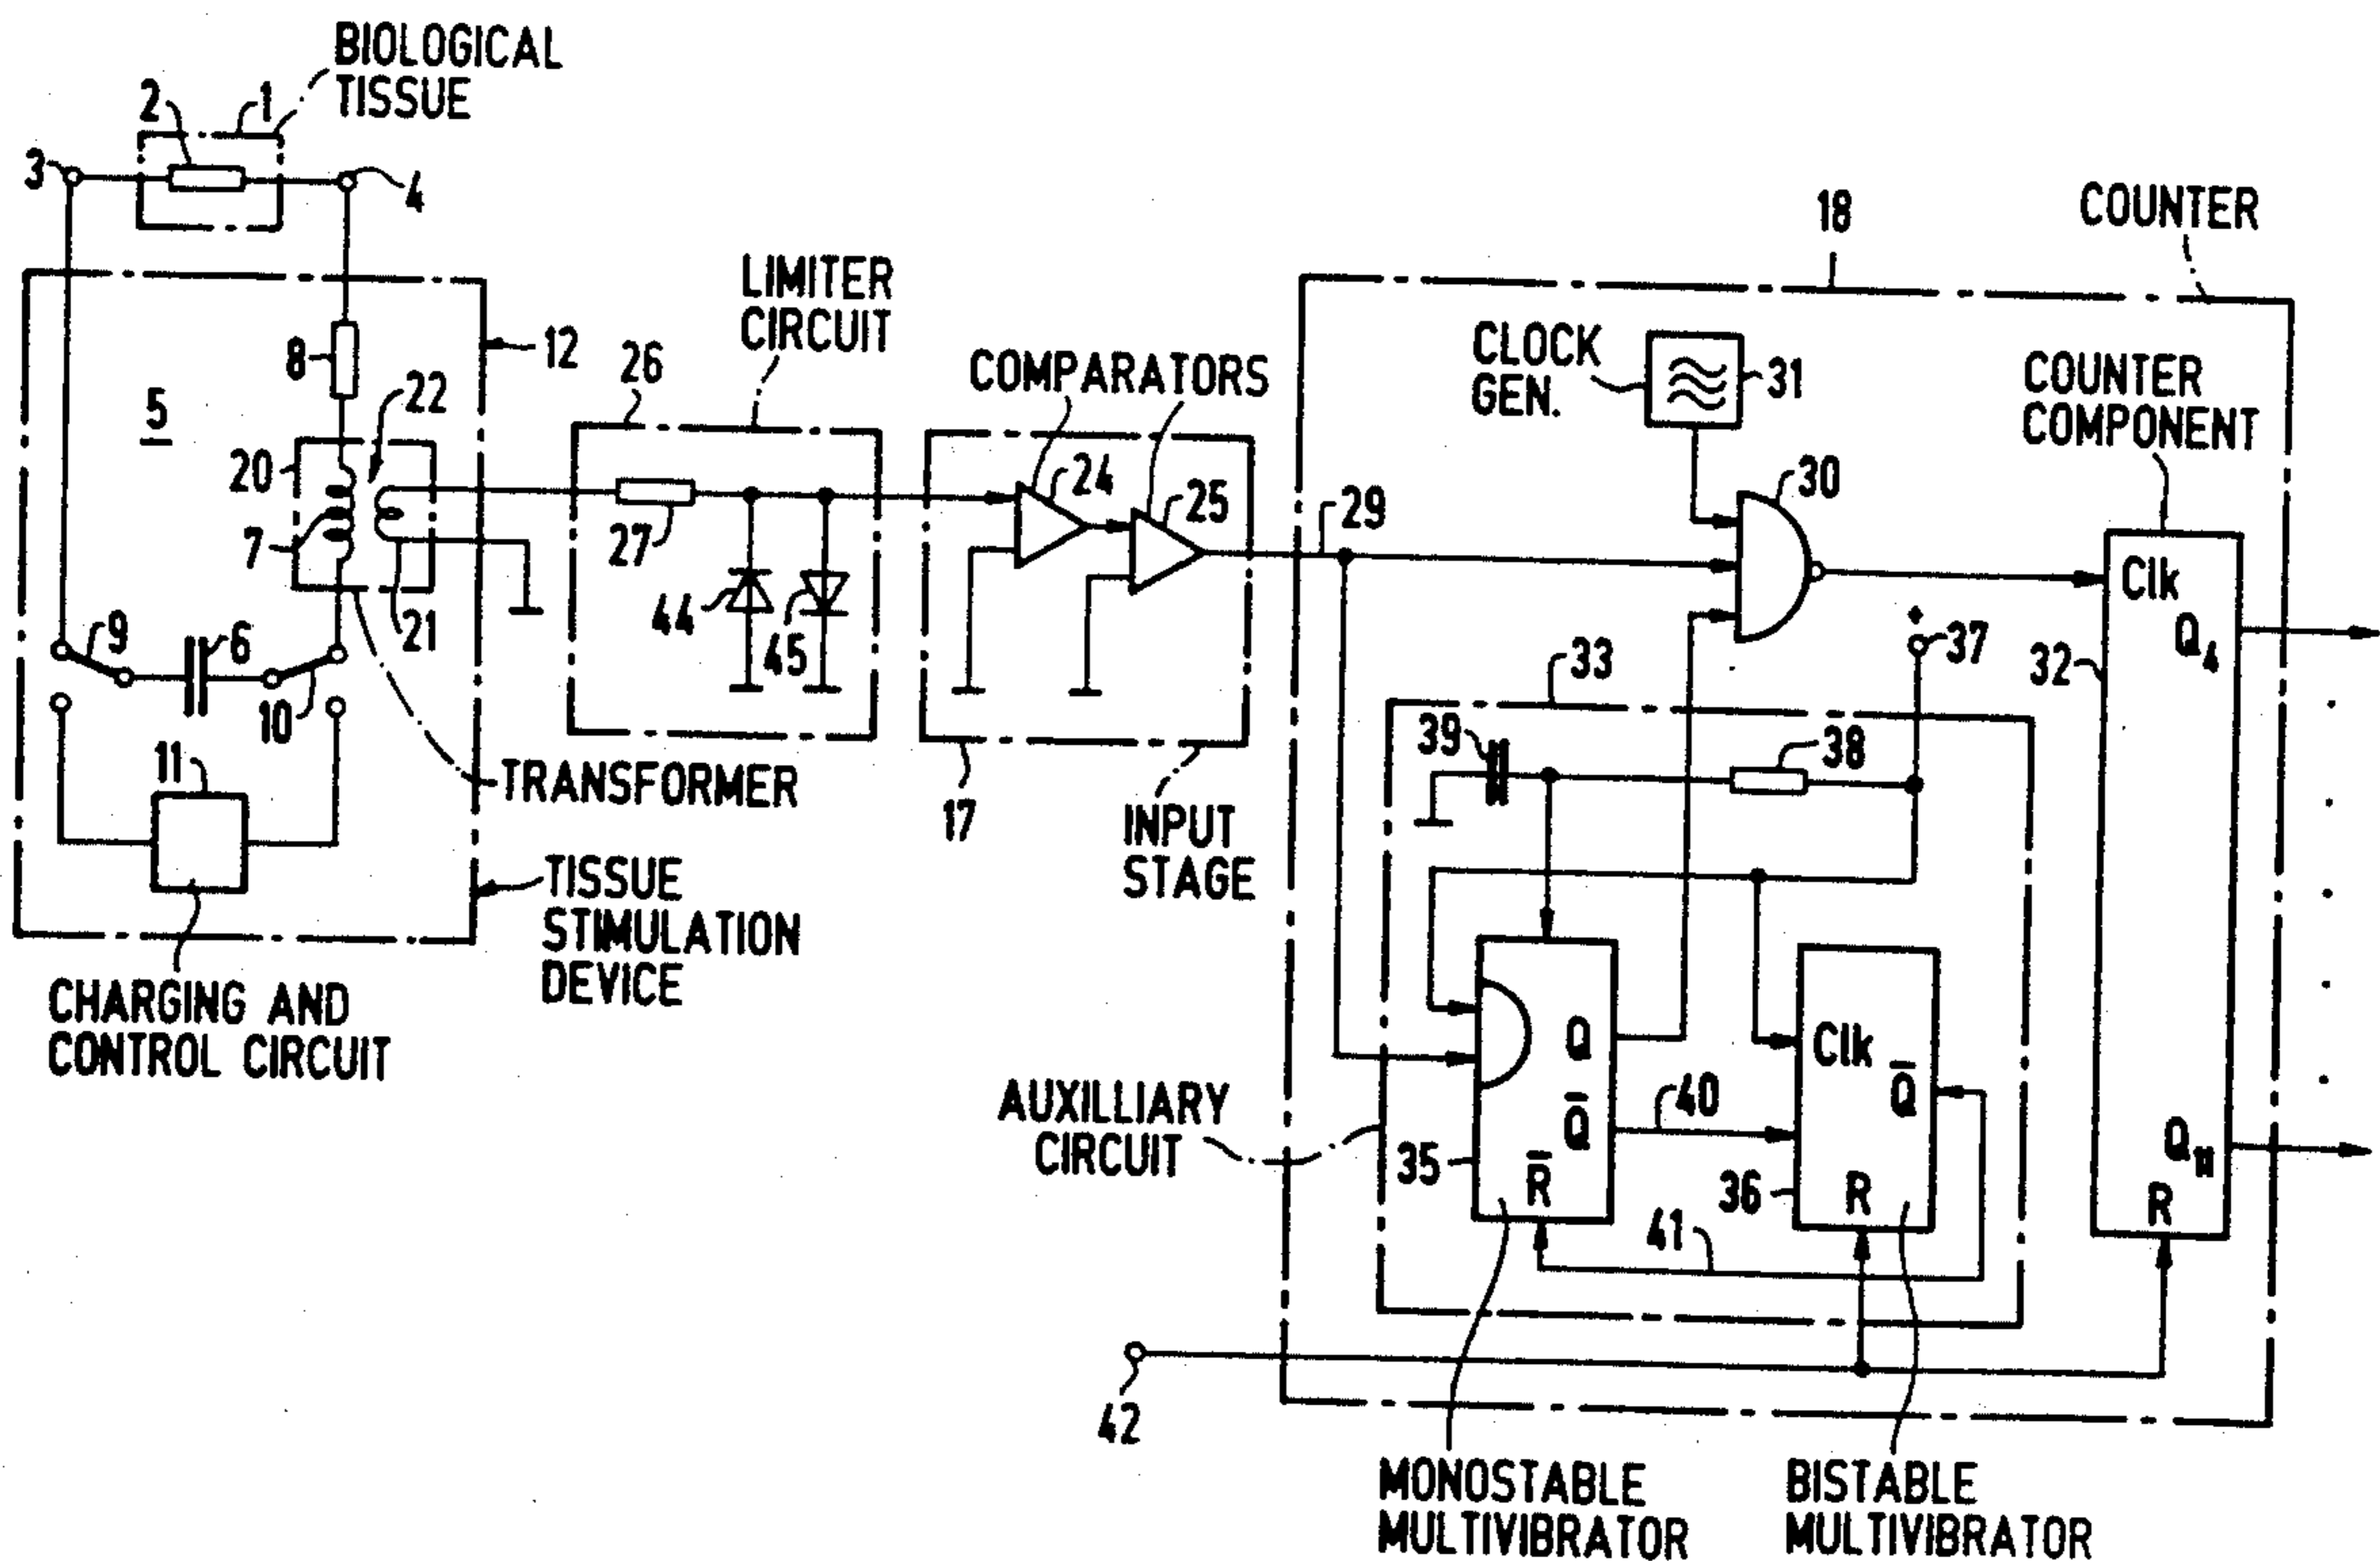 BIOLOGICAL
TISSUE
2
1
3
4
12
8
5
22
20
7
21
9
6
10
11
TRANSFORMER
TISSUE
STIMULATION
DEVICE
CHARGING AND
CONTROL CIRCUIT
LIMITER
CIRCUIT
26
27
44
45
COMPARATORS
24
25
17
INPUT
STAGE
18
COUNTER
CLOCK
GEN.
31
30
29
COUNTER
COMPONENT
Clk
Q4
32
Q11
R
33
+
37
39
38
Q
Q̅
R̅
35
40
Clk
Q̅
R
36
41
AUXILLIARY
CIRCUIT
42
MONOSTABLE
MULTIVIBRATOR
BISTABLE
MULTIVIBRATOR